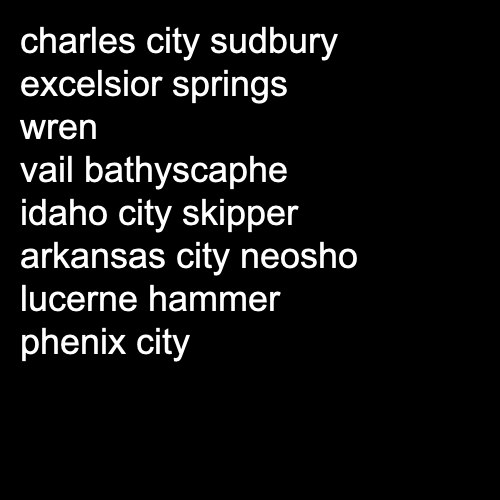 charles city sudbury
excelsior springs
wren
vail bathyscaphe
idaho city skipper
arkansas city neosho
lucerne hammer
phenix city